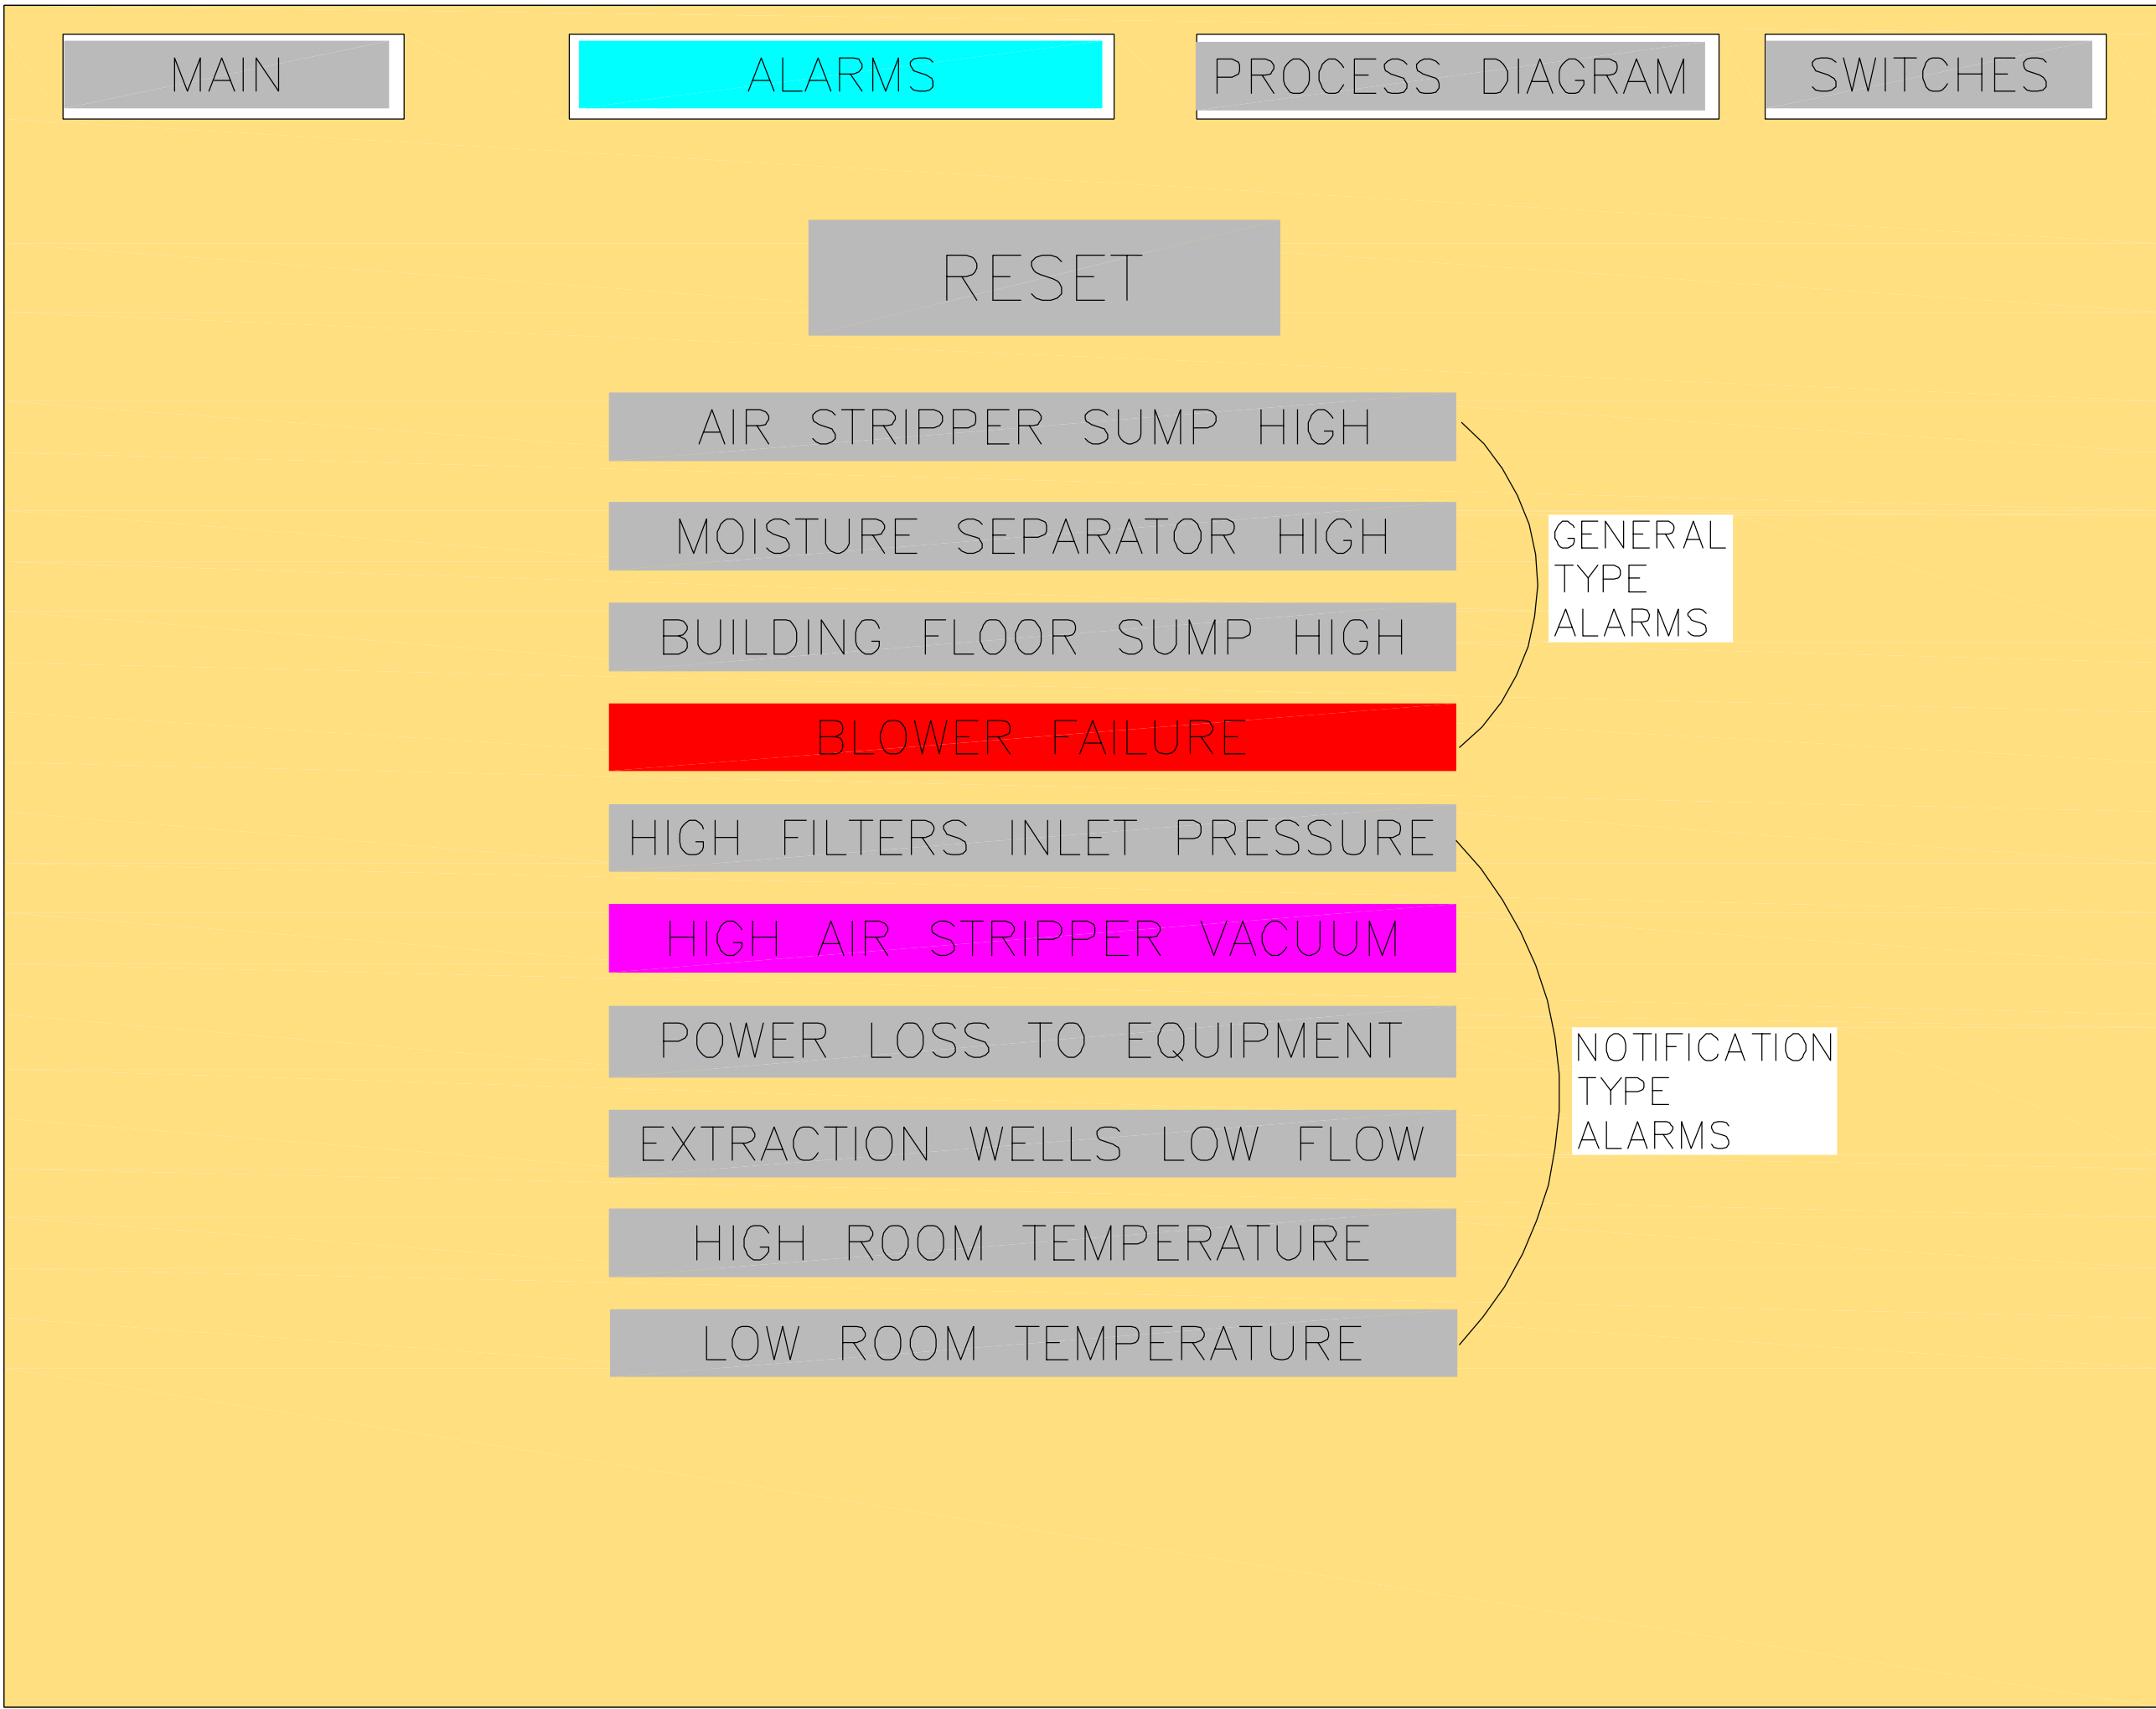 MAIN
ALARMS
PROCESS DIAGRAM
SWITCHES
RESET
AIR STRIPPER SUMP HIGH
MOISTURE SEPARATOR HIGH
BUILDING FLOOR SUMP HIGH
BLOWER FAILURE
GENERAL
TYPE
ALARMS
HIGH FILTERS INLET PRESSURE
HIGH AIR STRIPPER VACUUM
POWER LOSS TO EQUIPMENT
EXTRACTION WELLS LOW FLOW
HIGH ROOM TEMPERATURE
LOW ROOM TEMPERATURE
NOTIFICATION
TYPE
ALARMS